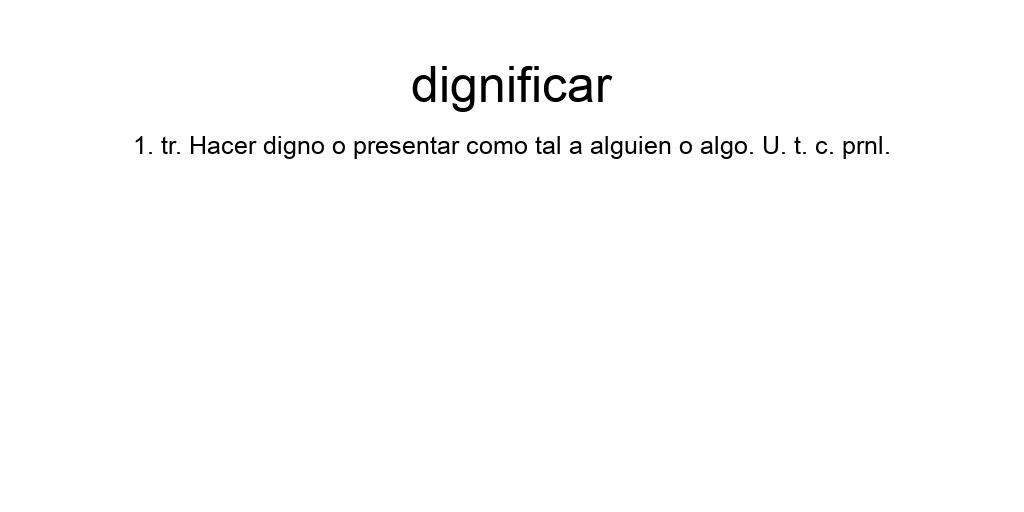 dignificar
1. tr. Hacer digno o presentar como tal a alguien o algo. U. t. c. prnl.